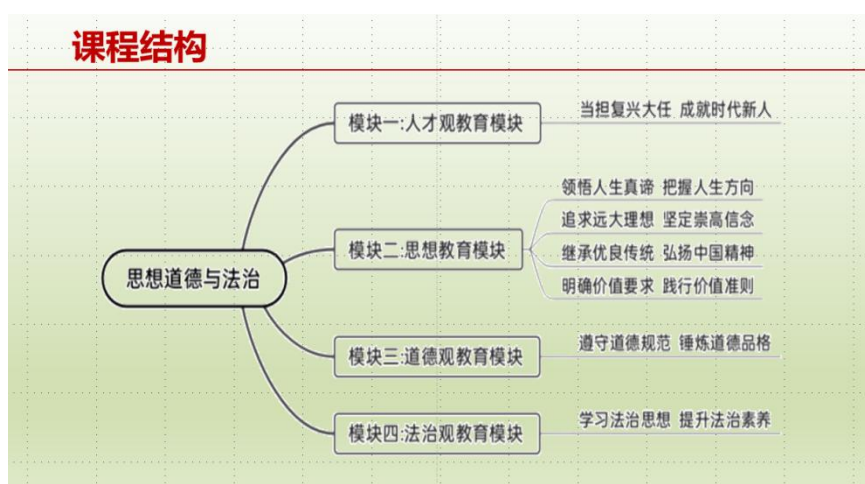 课程结构
思想道德与法治
模块一:人才观教育模块
当担复兴大任 成就时代新人
模块二:思想教育模块
领悟人生真谛 把握人生方向
追求远大理想 坚定崇高信念
继承优良传统 弘扬中国精神
明确价值要求 践行价值准则
模块三:道德观教育模块
遵守道德规范 锤炼道德品格
模块四:法治观教育模块
学习法治思想 提升法治素养